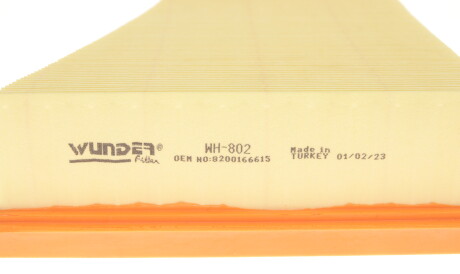 WUNDER®
Filter
WH-802
OEM NO:8200166615
Made in
TURKEY 01/02/23